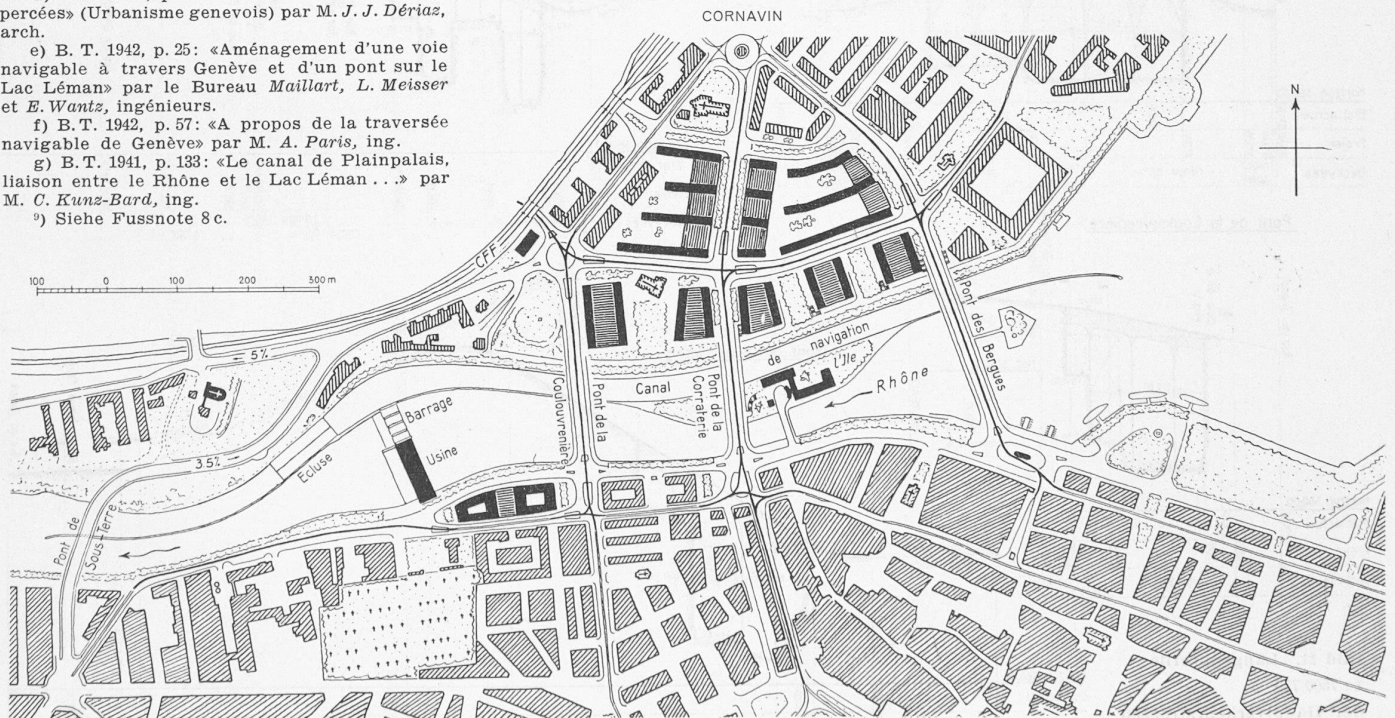 percées» (Urbanisme genevois) par M. J. J. Dériaz,
arch.
e) B. T. 1942, p. 25: «Aménagement d'une voie
navigable à travers Genève et d'un pont sur le
Lac Léman» par le Bureau Maillart, L. Meisser
et E. Wantz, ingénieurs.
f) B. T. 1942, p. 57: «A propos de la traversée
navigable de Genève» par M. A. Paris, ing.
g) B. T. 1941, p. 133: «Le canal de Plainpalais,
liaison entre le Rhône et le Lac Léman . . .» par
M. C. Kunz-Bard, ing.
⁹) Siehe Fussnote 8 c.
CORNAVIN
N
100 0 100 200 300 m
CFF
5%
3.5%
Pont de
Sous-Terre
Ecluse
Barrage
Usine
Pont de la
Coulouvrenière
Canal
de navigation
Pont de la
Corraterie
l'Ile
Rhône
Pont des Bergues